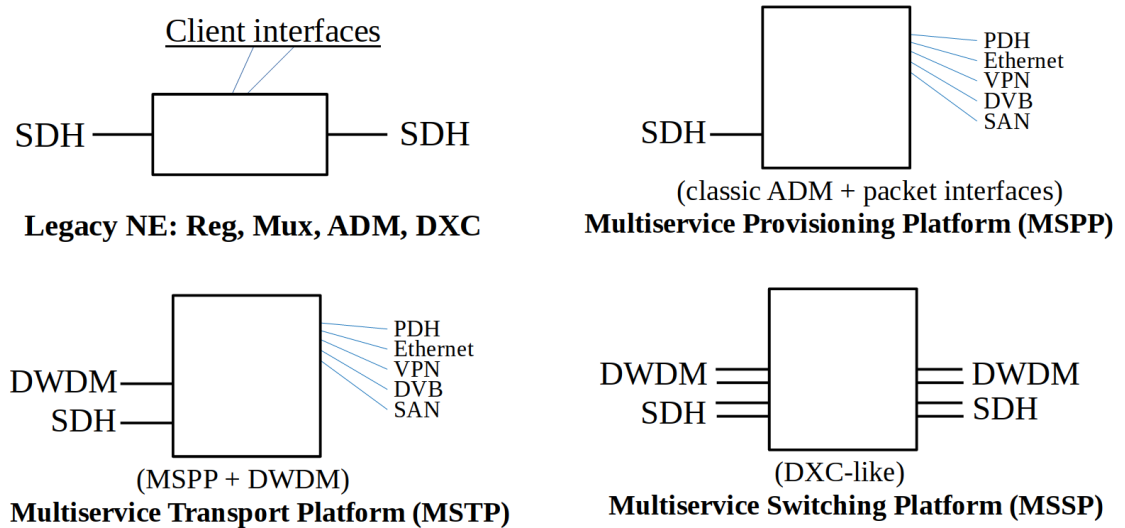 Client interfaces
SDH
SDH
Legacy NE: Reg, Mux, ADM, DXC
PDH
Ethernet
VPN
DVB
SAN
SDH
(classic ADM + packet interfaces)
Multiservice Provisioning Platform (MSPP)
DWDM
SDH
PDH
Ethernet
VPN
DVB
SAN
(MSPP + DWDM)
Multiservice Transport Platform (MSTP)
DWDM
SDH
DWDM
SDH
(DXC-like)
Multiservice Switching Platform (MSSP)